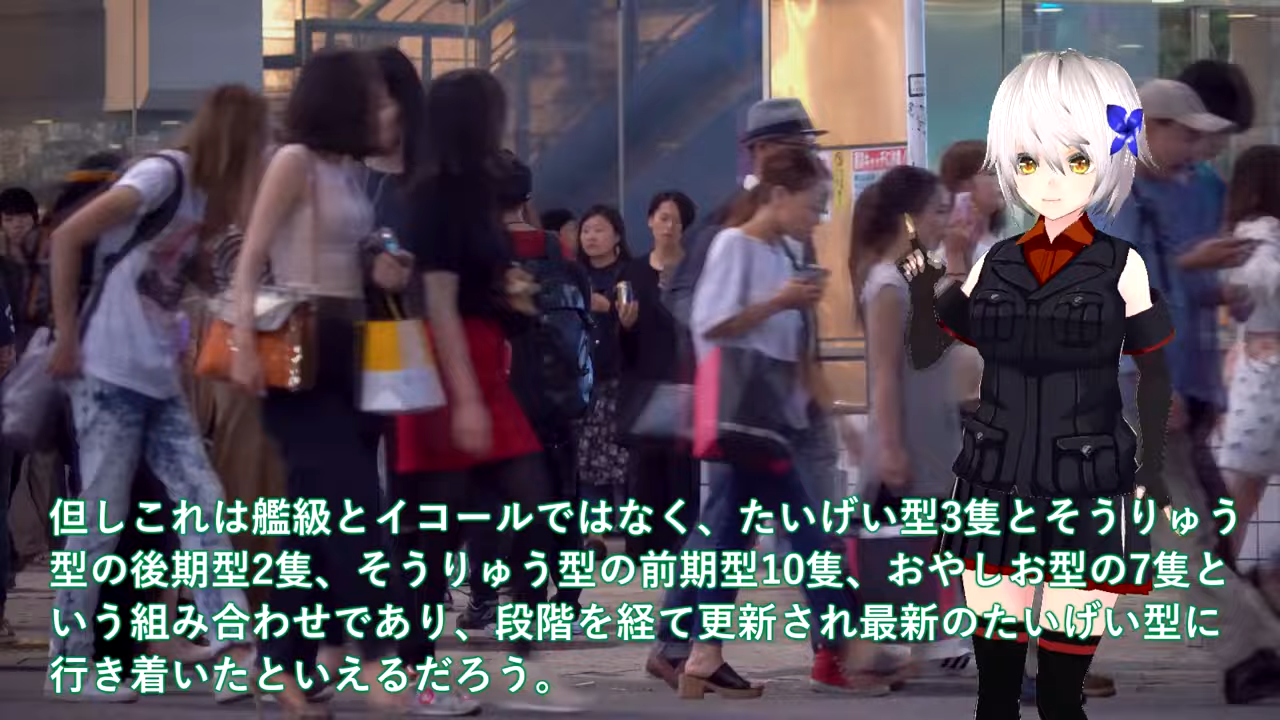 但しこれは艦級とイコールではなく、たいげい型3隻とそうりゅう
型の後期型2隻、そうりゅう型の前期型10隻、おやしお型の7隻と
いう組み合わせであり、段階を経て更新され最新のたいげい型に
行き着いたといえるだろう。